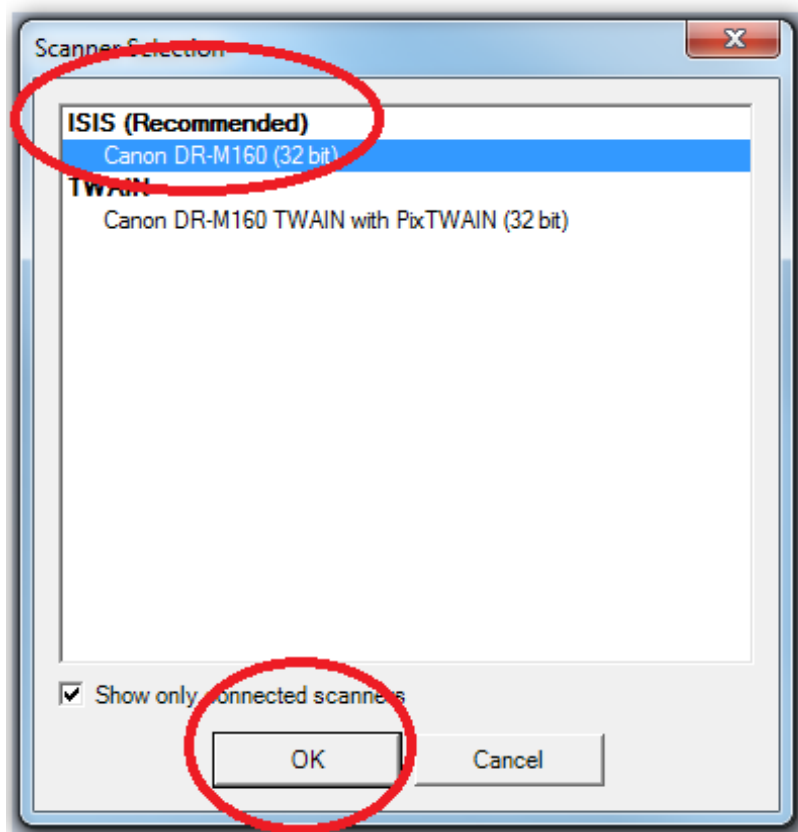 Scanner Selection
ISIS (Recommended)
Canon DR-M160 (32 bit)
TWAIN
Canon DR-M160 TWAIN with PixTWAIN (32 bit)
Show only connected scanners
OK
Cancel